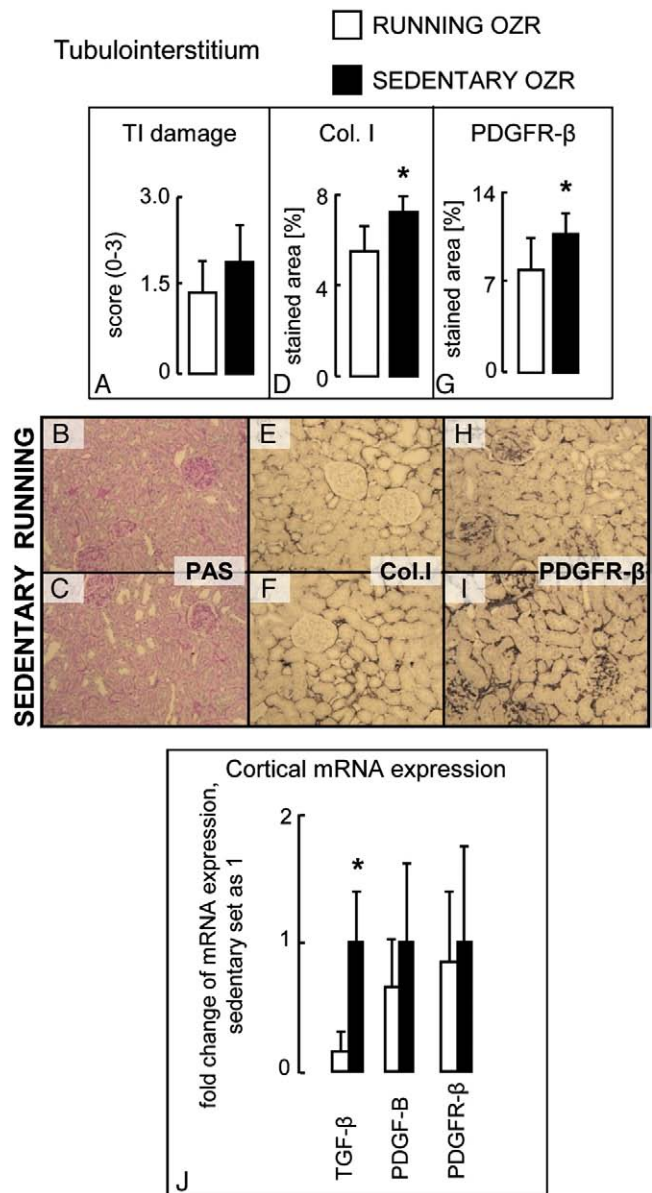 Tubulointerstitium
RUNNING OZR
SEDENTARY OZR
TI damage
score (0-3)
3.0
1.5
0
A
Col. I
stained area [%]
8
4
0
*
D
PDGFR-β
stained area [%]
14
7
0
*
G
SEDENTARY RUNNING
B
E
H
PAS
Col.I
PDGFR-β
C
F
I
Cortical mRNA expression
fold change of mRNA expression,
sedentary set as 1
2
1
0
*
TGF-β
PDGF-B
PDGFR-β
J